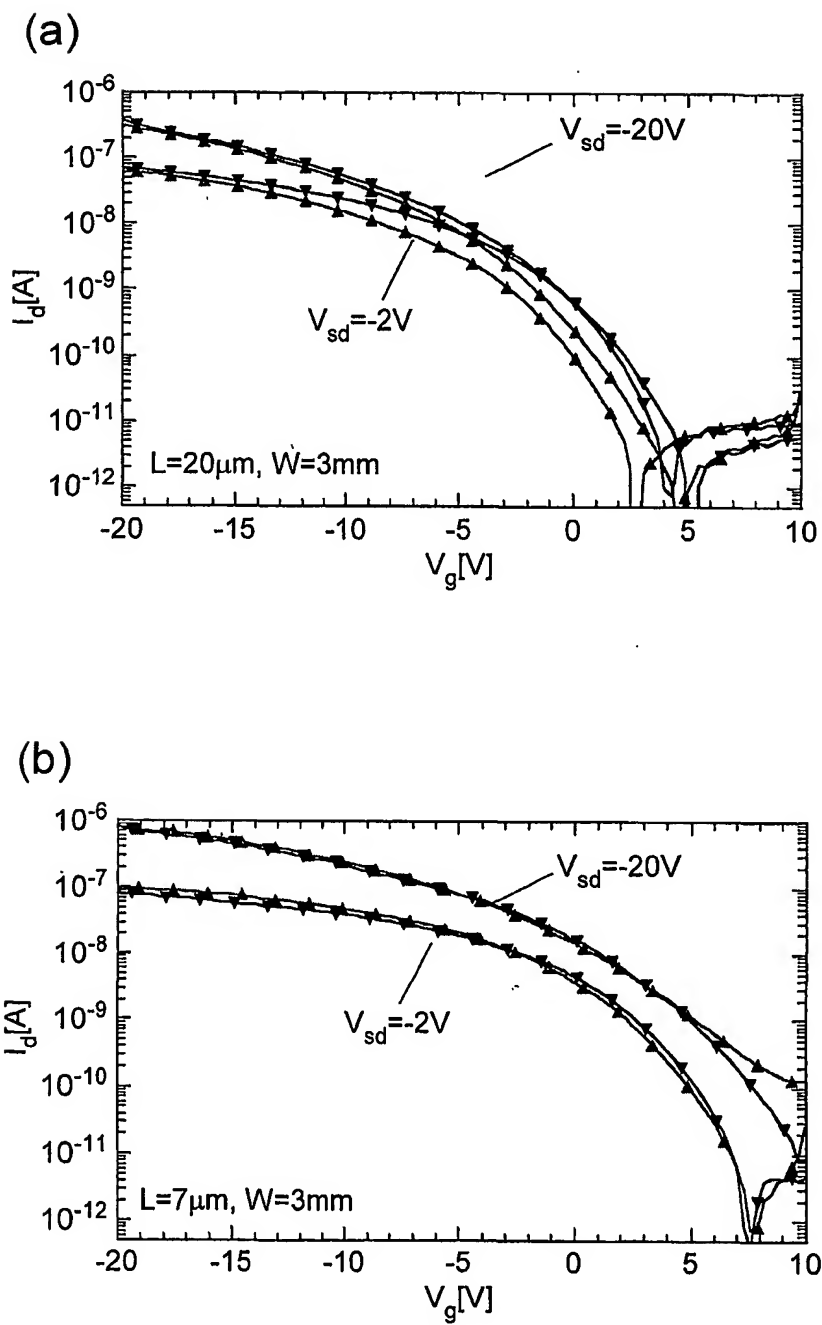 (a)
10^-6
10^-7
10^-8
10^-9
10^-10
10^-11
10^-12
I_d[A]
V_sd=-20V
V_sd=-2V
L=20μm, W=3mm
-20 -15 -10 -5 0 5 10
V_g[V]
(b)
10^-6
10^-7
10^-8
10^-9
10^-10
10^-11
10^-12
I_d[A]
V_sd=-20V
V_sd=-2V
L=7μm, W=3mm
-20 -15 -10 -5 0 5 10
V_g[V]